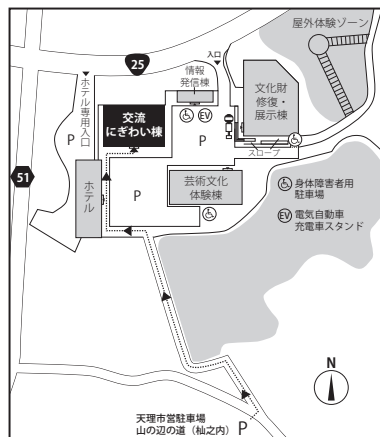 屋外体験ゾーン
25
入口
情報
発信棟
文化財
修復・
展示棟
ホテル専用入口
P
交流
にぎわい棟
EV
P
スロープ
51
ホテル
P
芸術文化
体験棟
身体障害者用
駐車場
EV 電気自動車
充電車スタンド
N
天理市営駐車場
山の辺の道（杣之内）
P